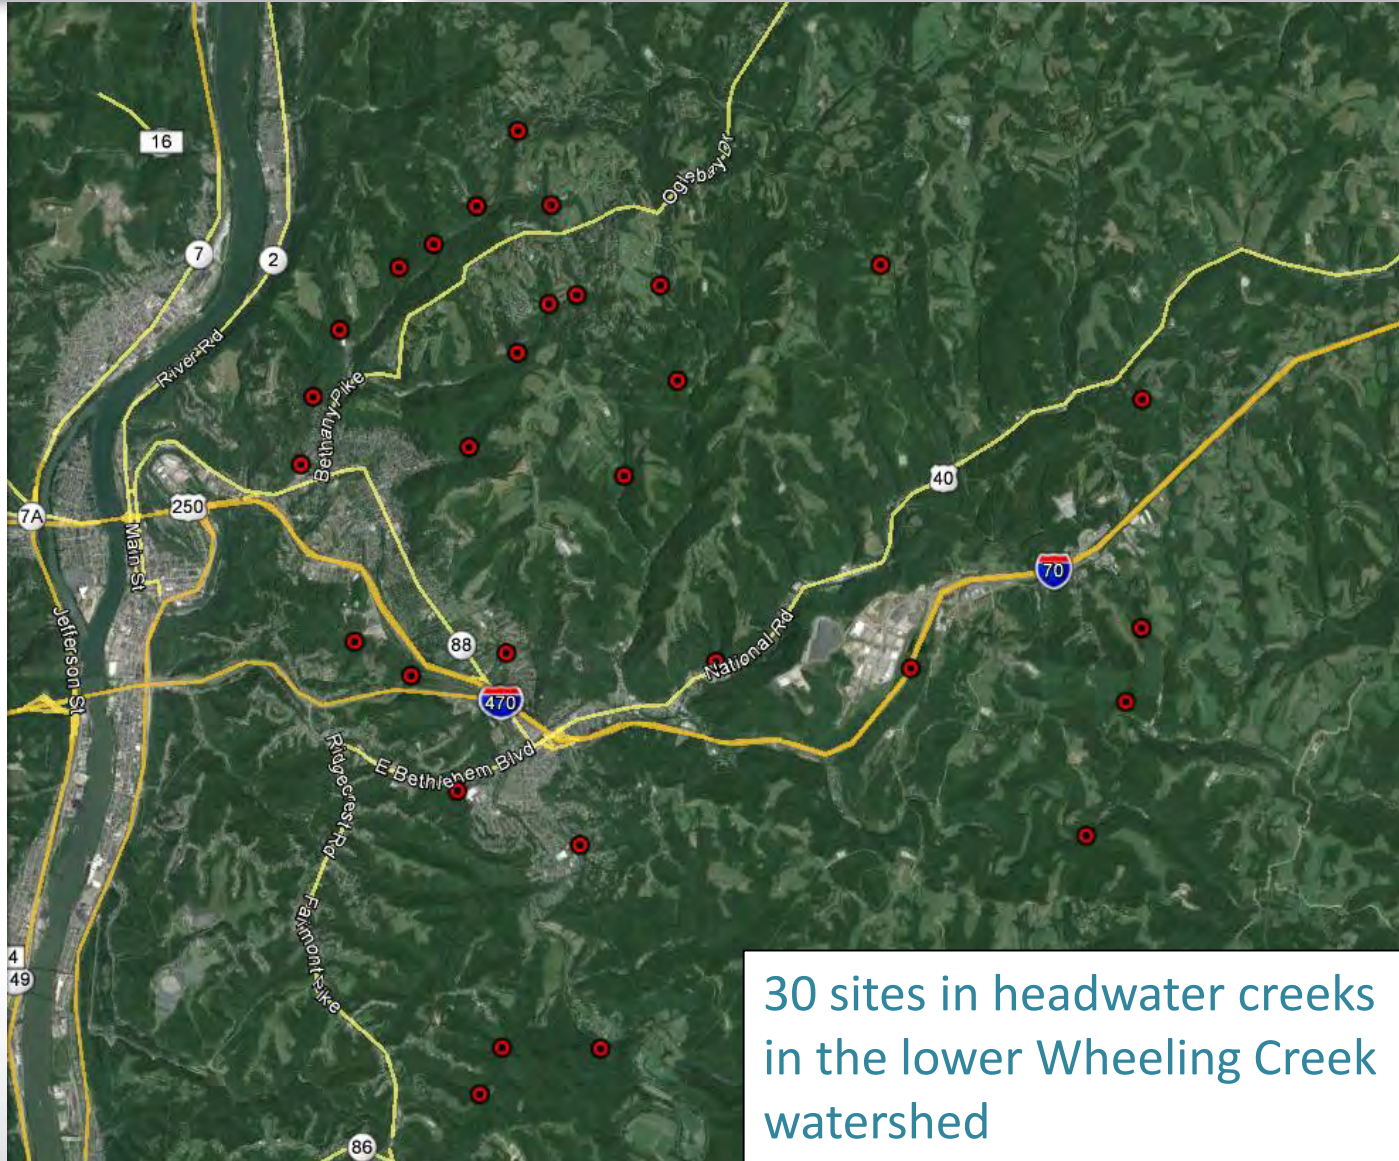 16
Oglebay Dr
7
2
River Rd
Bethany Pike
40
250
7A
Main St
70
Jefferson St
88
National Rd
470
Ridgecrest Rd
E Bethlehem Blvd
Fairmont Pike
4
49
86
30 sites in headwater creeks
in the lower Wheeling Creek
watershed